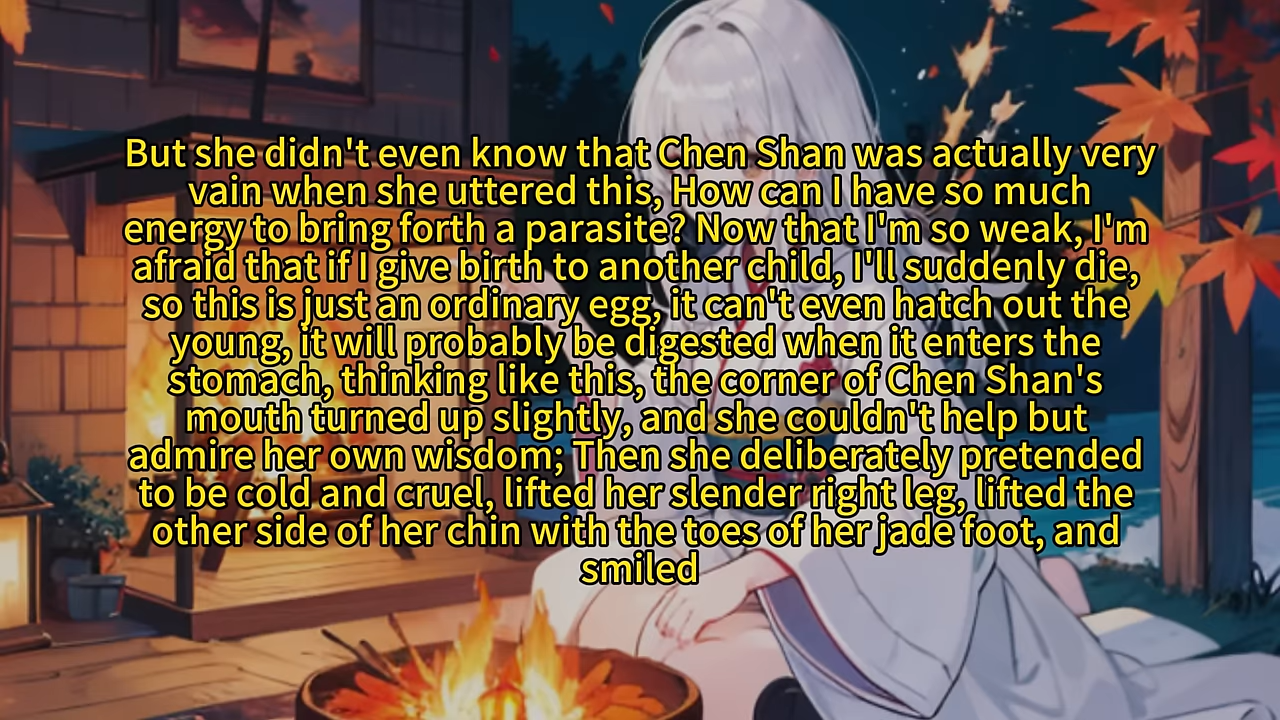 But she didn't even know that Chen Shan was actually very
vain when she uttered this, How can I have so much
energy to bring forth a parasite? Now that I'm so weak, I'm
afraid that if I give birth to another child, I'll suddenly die,
so this is just an ordinary egg, it can't even hatch out the
young, it will probably be digested when it enters the
stomach, thinking like this, the corner of Chen Shan's
mouth turned up slightly, and she couldn't help but
admire her own wisdom; Then she deliberately pretended
to be cold and cruel, lifted her slender right leg, lifted the
other side of her chin with the toes of her jade foot, and
smiled